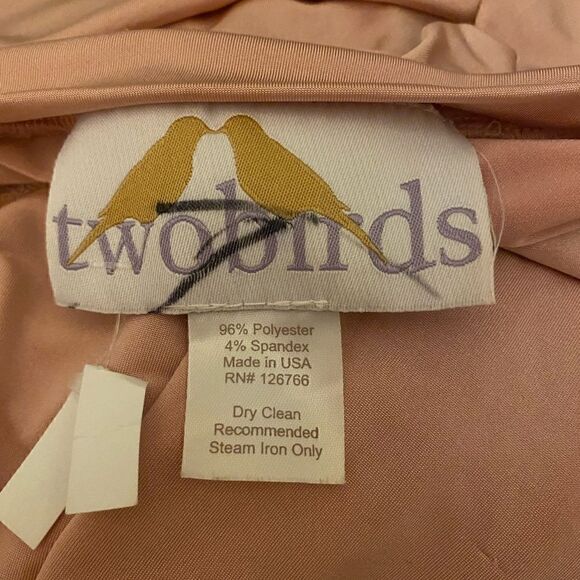 twobirds
96% Polyester
4% Spandex
Made in USA
RN# 126766
Dry Clean
Recommended
Steam Iron Only